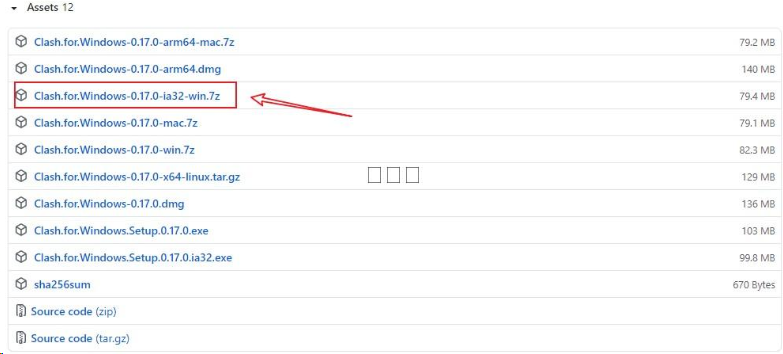 Assets 12
Clash.for.Windows-0.17.0-arm64-mac.7z 79.2 MB
Clash.for.Windows-0.17.0-arm64.dmg 140 MB
Clash.for.Windows-0.17.0-ia32-win.7z 79.4 MB
Clash.for.Windows-0.17.0-mac.7z 79.1 MB
Clash.for.Windows-0.17.0-win.7z 82.3 MB
Clash.for.Windows-0.17.0-x64-linux.tar.gz 129 MB
Clash.for.Windows-0.17.0.dmg 136 MB
Clash.for.Windows.Setup.0.17.0.exe 103 MB
Clash.for.Windows.Setup.0.17.0.ia32.exe 99.8 MB
sha256sum 670 Bytes
Source code (zip)
Source code (tar.gz)